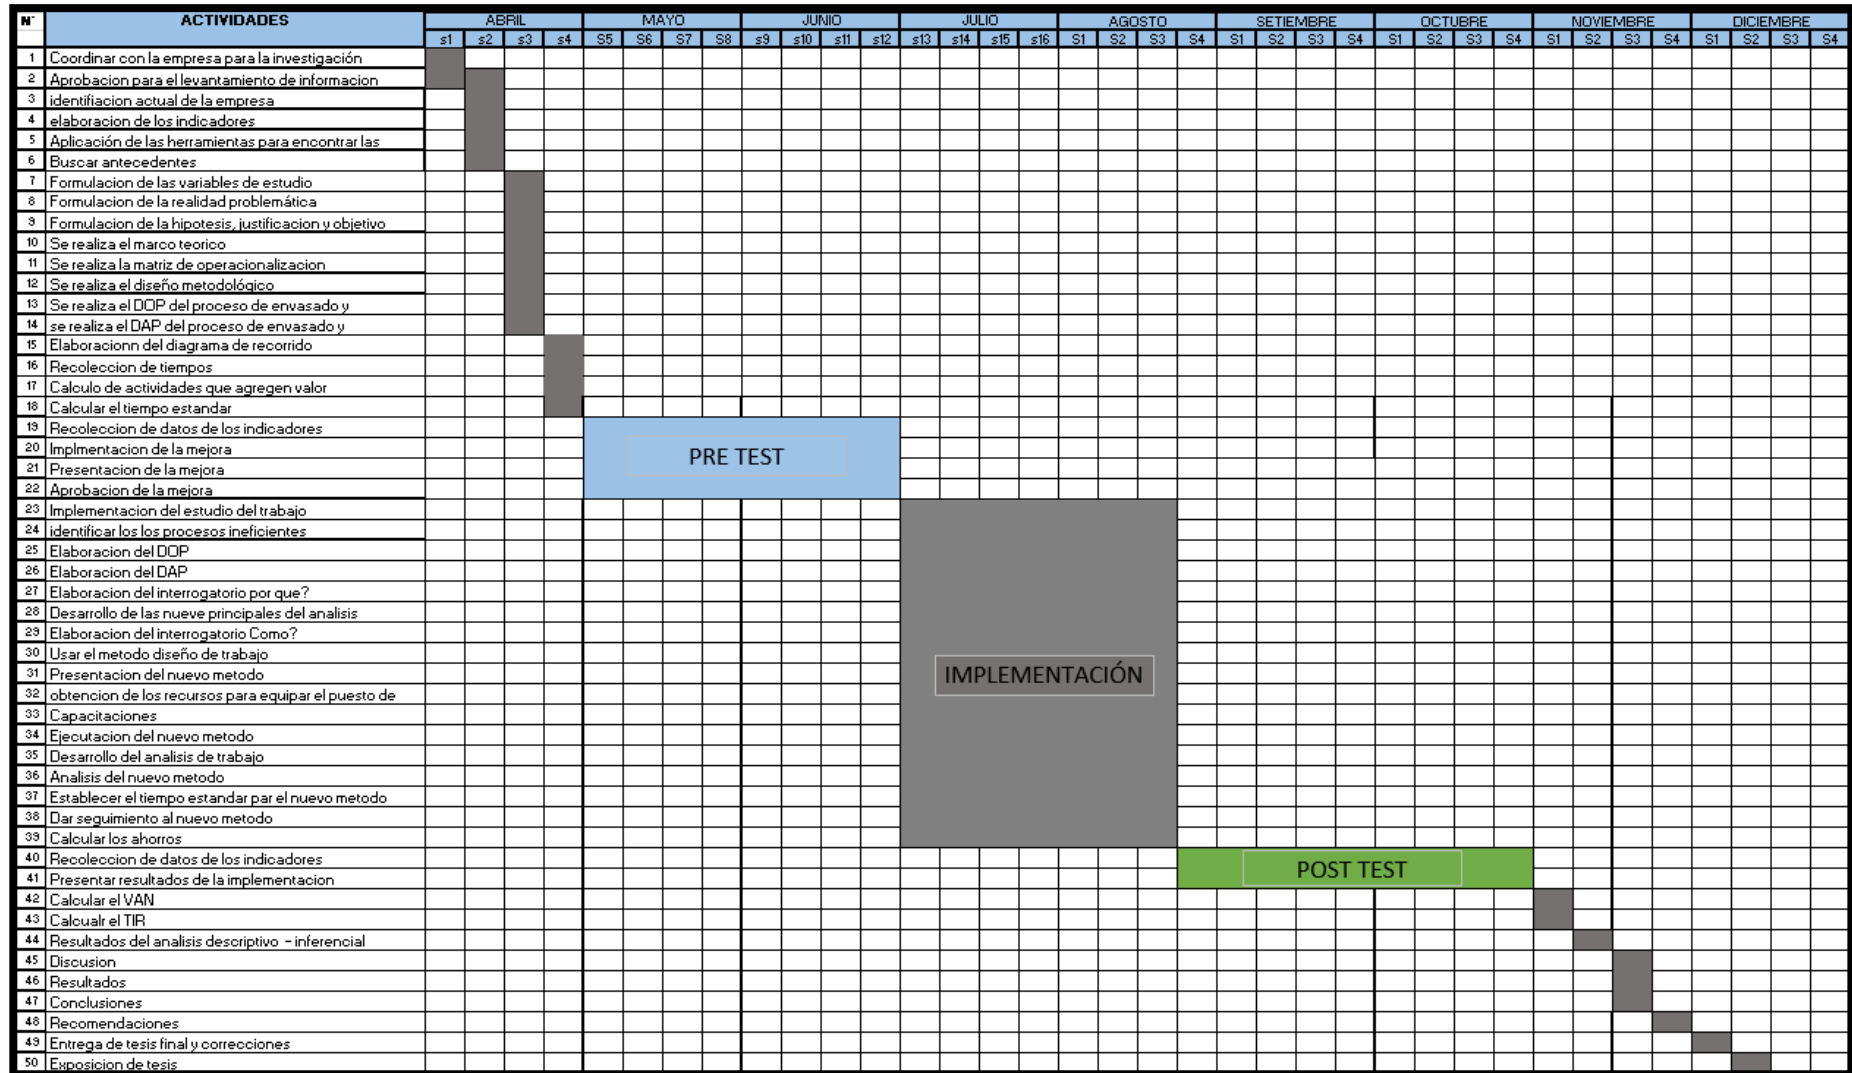 N° ACTIVIDADES ABRIL MAYO JUNIO JULIO AGOSTO SETIEMBRE OCTUBRE NOVIEMBRE DICIEMBRE
s1 s2 s3 s4 S5 S6 S7 S8 s9 s10 s11 s12 s13 s14 s15 s16 S1 S2 S3 S4 S1 S2 S3 S4 S1 S2 S3 S4 S1 S2 S3 S4 S1 S2 S3 S4
1 Coordinar con la empresa para la investigación
2 Aprobacion para el levantamiento de informacion
3 identifiacion actual de la empresa
4 elaboracion de los indicadores
5 Aplicación de las herramientas para encontrar las
6 Buscar antecedentes
7 Formulacion de las variables de estudio
8 Formulacion de la realidad problemática
9 Formulacion de la hipotesis, justificacion y objetivo
10 Se realiza el marco teorico
11 Se realiza la matriz de operacionalizacion
12 Se realiza el diseño metodológico
13 Se realiza el DOP del proceso de envasado y
14 se realiza el DAP del proceso de envasado y
15 Elaboracionn del diagrama de recorrido
16 Recoleccion de tiempos
17 Calculo de actividades que agregen valor
18 Calcular el tiempo estandar
19 Recoleccion de datos de los indicadores
20 Implmentacion de la mejora
PRE TEST
21 Presentacion de la mejora
22 Aprobacion de la mejora
23 Implementacion del estudio del trabajo
24 identificar los los procesos ineficientes
25 Elaboracion del DOP
26 Elaboracion del DAP
27 Elaboracion del interrogatorio por que?
28 Desarrollo de las nueve principales del analisis
29 Elaboracion del interrogatorio Como?
30 Usar el metodo diseño de trabajo
31 Presentacion del nuevo metodo
IMPLEMENTACIÓN
32 obtencion de los recursos para equipar el puesto de
33 Capacitaciones
34 Ejecutacion del nuevo metodo
35 Desarrollo del analisis de trabajo
36 Analisis del nuevo metodo
37 Establecer el tiempo estandar par el nuevo metodo
38 Dar seguimiento al nuevo metodo
39 Calcular los ahorros
40 Recoleccion de datos de los indicadores
POST TEST
41 Presentar resultados de la implementacion
42 Calcular el VAN
43 Calcualr el TIR
44 Resultados del analisis descriptivo - inferencial
45 Discusion
46 Resultados
47 Conclusiones
48 Recomendaciones
49 Entrega de tesis final y correcciones
50 Exposicion de tesis